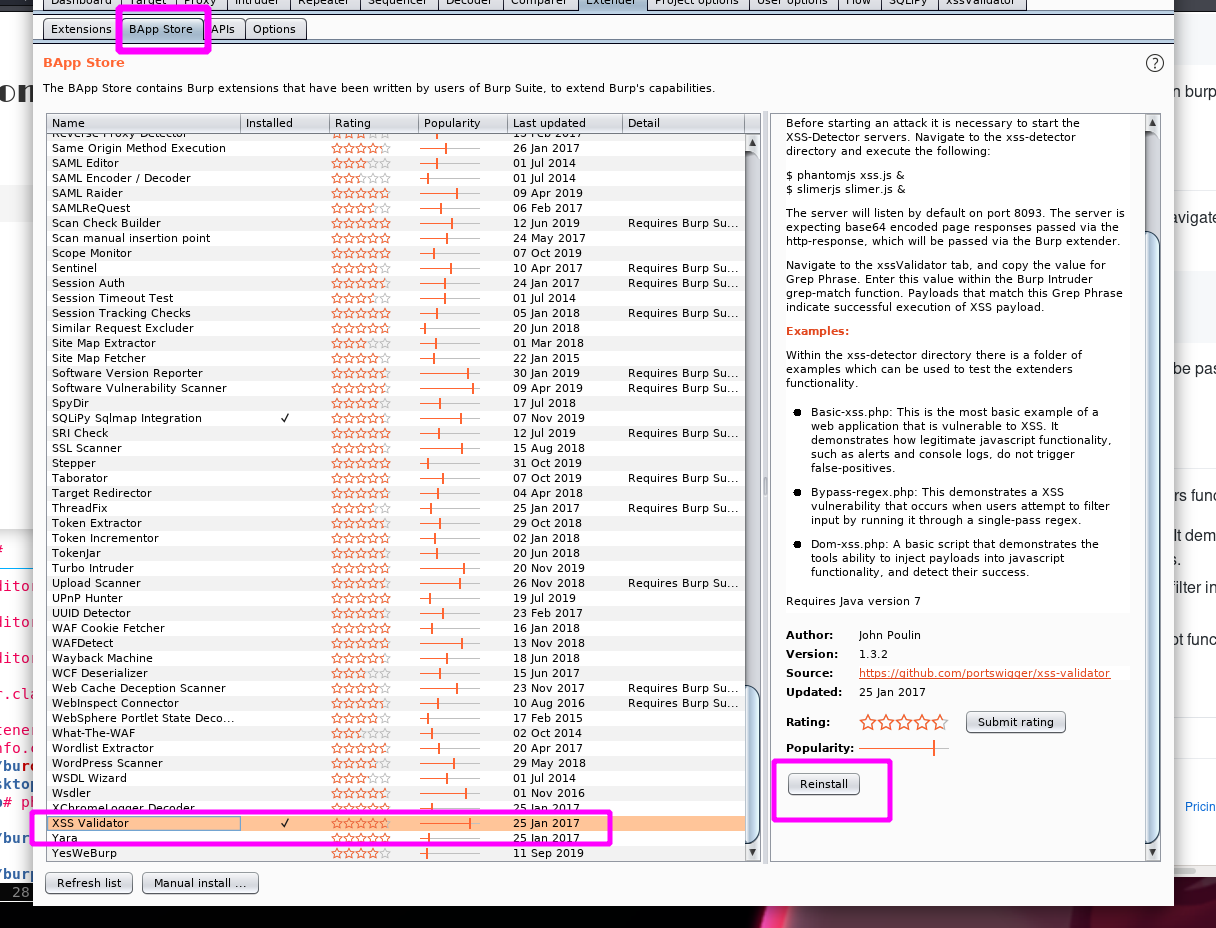 Dashboard Target Proxy Intruder Repeater Sequencer Decoder Comparer Extender Project options User options Flow SQLiPy xssValidator
Extensions BApp Store APIs Options
BApp Store
The BApp Store contains Burp extensions that have been written by users of Burp Suite, to extend Burp's capabilities.
Name Installed Rating Popularity Last updated Detail
Reverse Proxy Detector 13 Feb 2017
Same Origin Method Execution 26 Jan 2017
SAML Editor 01 Jul 2014
SAML Encoder / Decoder 01 Jul 2014
SAML Raider 09 Apr 2019
SAMLReQuest 06 Feb 2017
Scan Check Builder 12 Jun 2019 Requires Burp Su...
Scan manual insertion point 24 May 2017
Scope Monitor 07 Oct 2019
Sentinel 10 Apr 2017 Requires Burp Su...
Session Auth 24 Jan 2017 Requires Burp Su...
Session Timeout Test 01 Jul 2014
Session Tracking Checks 05 Jan 2018 Requires Burp Su...
Similar Request Excluder 20 Jun 2018
Site Map Extractor 01 Mar 2018
Site Map Fetcher 22 Jan 2015
Software Version Reporter 30 Jan 2019 Requires Burp Su...
Software Vulnerability Scanner 09 Apr 2019 Requires Burp Su...
SpyDir 17 Jul 2018
SQLiPy Sqlmap Integration ✓ 07 Nov 2019
SRI Check 12 Jul 2019 Requires Burp Su...
SSL Scanner 15 Aug 2018
Stepper 31 Oct 2019
Taborator 07 Oct 2019 Requires Burp Su...
Target Redirector 04 Apr 2018
ThreadFix 25 Jan 2017 Requires Burp Su...
Token Extractor 29 Oct 2018
Token Incrementor 02 Jan 2018
TokenJar 20 Jun 2018
Turbo Intruder 20 Nov 2019
Upload Scanner 26 Nov 2018 Requires Burp Su...
UPnP Hunter 19 Jul 2019
UUID Detector 23 Feb 2017
WAF Cookie Fetcher 16 Jan 2018
WAFDetect 13 Nov 2018
Wayback Machine 18 Jun 2018
WCF Deserializer 15 Jun 2017
Web Cache Deception Scanner 23 Nov 2017 Requires Burp Su...
WebInspect Connector 10 Aug 2016 Requires Burp Su...
WebSphere Portlet State Deco... 17 Feb 2015
What-The-WAF 02 Oct 2014
Wordlist Extractor 20 Apr 2017
WordPress Scanner 29 May 2018
WSDL Wizard 01 Jul 2014
Wsdler 01 Nov 2016
XChromeLogger Decoder 25 Jan 2017
XSS Validator ✓ 25 Jan 2017
Yara 25 Jan 2017
YesWeBurp 11 Sep 2019
Refresh list Manual install ...
Before starting an attack it is necessary to start the
XSS-Detector servers. Navigate to the xss-detector
directory and execute the following:
$ phantomjs xss.js &
$ slimerjs slimer.js &
The server will listen by default on port 8093. The server is
expecting base64 encoded page responses passed via the
http-response, which will be passed via the Burp extender.
Navigate to the xssValidator tab, and copy the value for
Grep Phrase. Enter this value within the Burp Intruder
grep-match function. Payloads that match this Grep Phrase
indicate successful execution of XSS payload.
Examples:
Within the xss-detector directory there is a folder of
examples which can be used to test the extenders
functionality.
● Basic-xss.php: This is the most basic example of a
web application that is vulnerable to XSS. It
demonstrates how legitimate javascript functionality,
such as alerts and console logs, do not trigger
false-positives.
● Bypass-regex.php: This demonstrates a XSS
vulnerability that occurs when users attempt to filter
input by running it through a single-pass regex.
● Dom-xss.php: A basic script that demonstrates the
tools ability to inject payloads into javascript
functionality, and detect their success.
Requires Java version 7
Author: John Poulin
Version: 1.3.2
Source: https://github.com/portswigger/xss-validator
Updated: 25 Jan 2017
Rating: Submit rating
Popularity:
Reinstall
n burp
be pas
rs func
It dem
filter in
Pricin
28